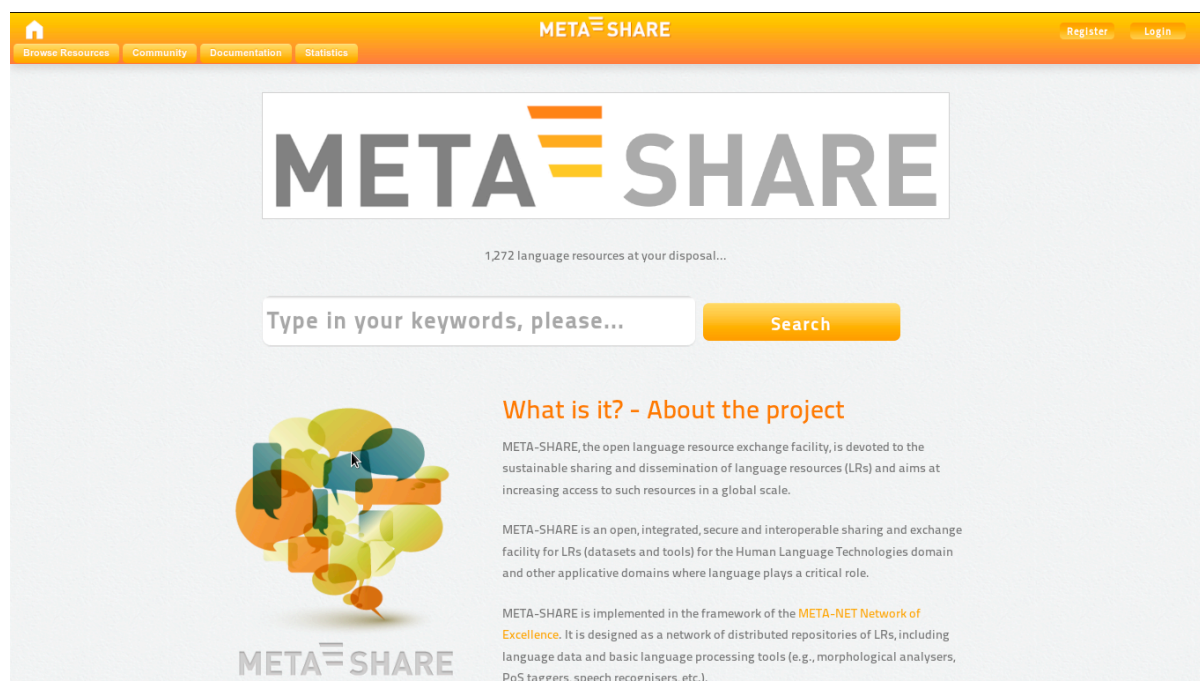 META SHARE
Register
Login
Browse Resources
Community
Documentation
Statistics
META SHARE
1,272 language resources at your disposal...
Type in your keywords, please...
Search
What is it? - About the project
META-SHARE, the open language resource exchange facility, is devoted to the
sustainable sharing and dissemination of language resources (LRs) and aims at
increasing access to such resources in a global scale.
META-SHARE is an open, integrated, secure and interoperable sharing and exchange
facility for LRs (datasets and tools) for the Human Language Technologies domain
and other applicative domains where language plays a critical role.
META-SHARE is implemented in the framework of the META-NET Network of
Excellence. It is designed as a network of distributed repositories of LRs, including
language data and basic language processing tools (e.g., morphological analysers,
PoS taggers, speech recognisers, etc.).
META SHARE